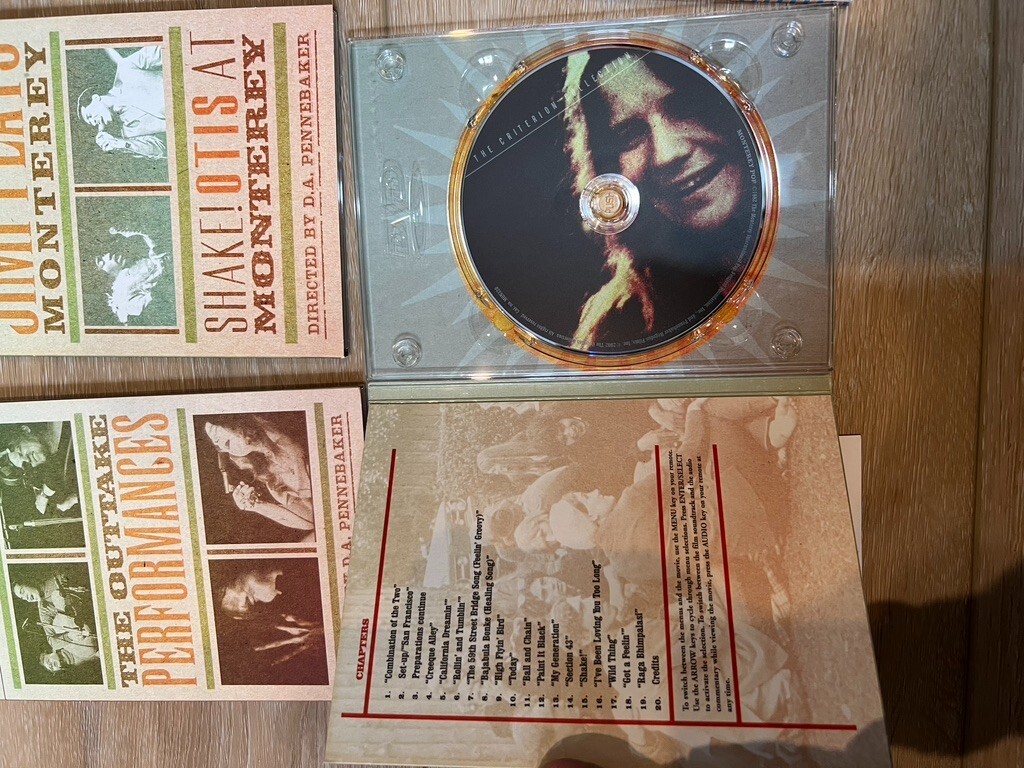 JIMI PLAYS
MONTEREY
SHAKE! OTIS AT
MONTEREY
DIRECTED BY D.A. PENNEBAKER
THE OUTTAKE
PERFORMANCES
D.A. PENNEBAKER
THE CRITERION COLLECTION
MONTEREY POP
DVD
CHAPTERS
1. "Combination of the Two"
2. Set-up/"San Francisco"
3. Preparations continue
4. "Creeque Alley"
5. "California Dreamin'"
6. "Rollin' and Tumblin'"
7. "The 59th Street Bridge Song (Feelin' Groovy)"
8. "Bajabula Bonke (Healing Song)"
9. "High Flyin' Bird"
10. "Today"
11. "Ball and Chain"
12. "Paint It Black"
13. "My Generation"
14. "Section 43"
15. "Shake!"
16. "I've Been Loving You Too Long"
17. "Wild Thing"
18. "Got a Feelin'"
19. "Raga Bhimpalasi"
20. Credits
To switch between the menus and the movie, use the MENU key on your remote.
Use the ARROW keys to cycle through menu selections. Press ENTER/SELECT
to activate the selection. To switch between the film soundtrack and the audio
commentary while viewing the movie, press the AUDIO key on your remote at
any time.